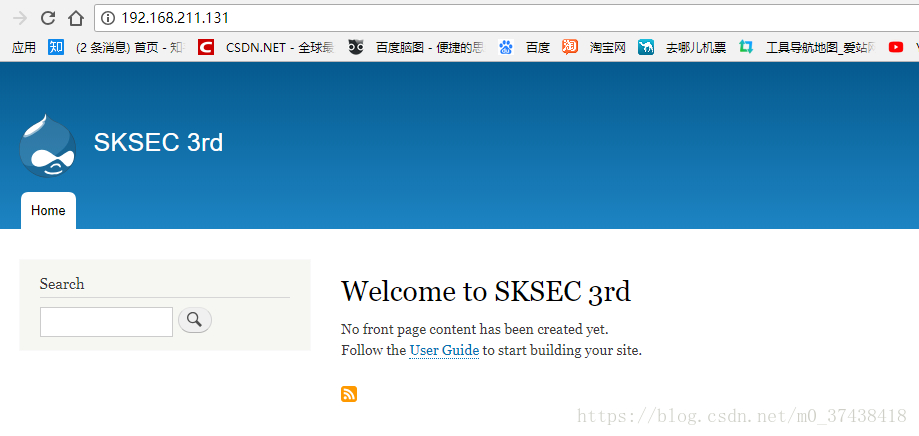 192.168.211.131
应用 知 (2 条消息) 首页 - 知 C CSDN.NET - 全球最 百度脑图 - 便捷的思 百度 淘 淘宝网 去哪儿机票 工具导航地图_爱站
SKSEC 3rd
Home
Search
Welcome to SKSEC 3rd
No front page content has been created yet.
Follow the User Guide to start building your site.
https://blog.csdn.net/m0_37438418